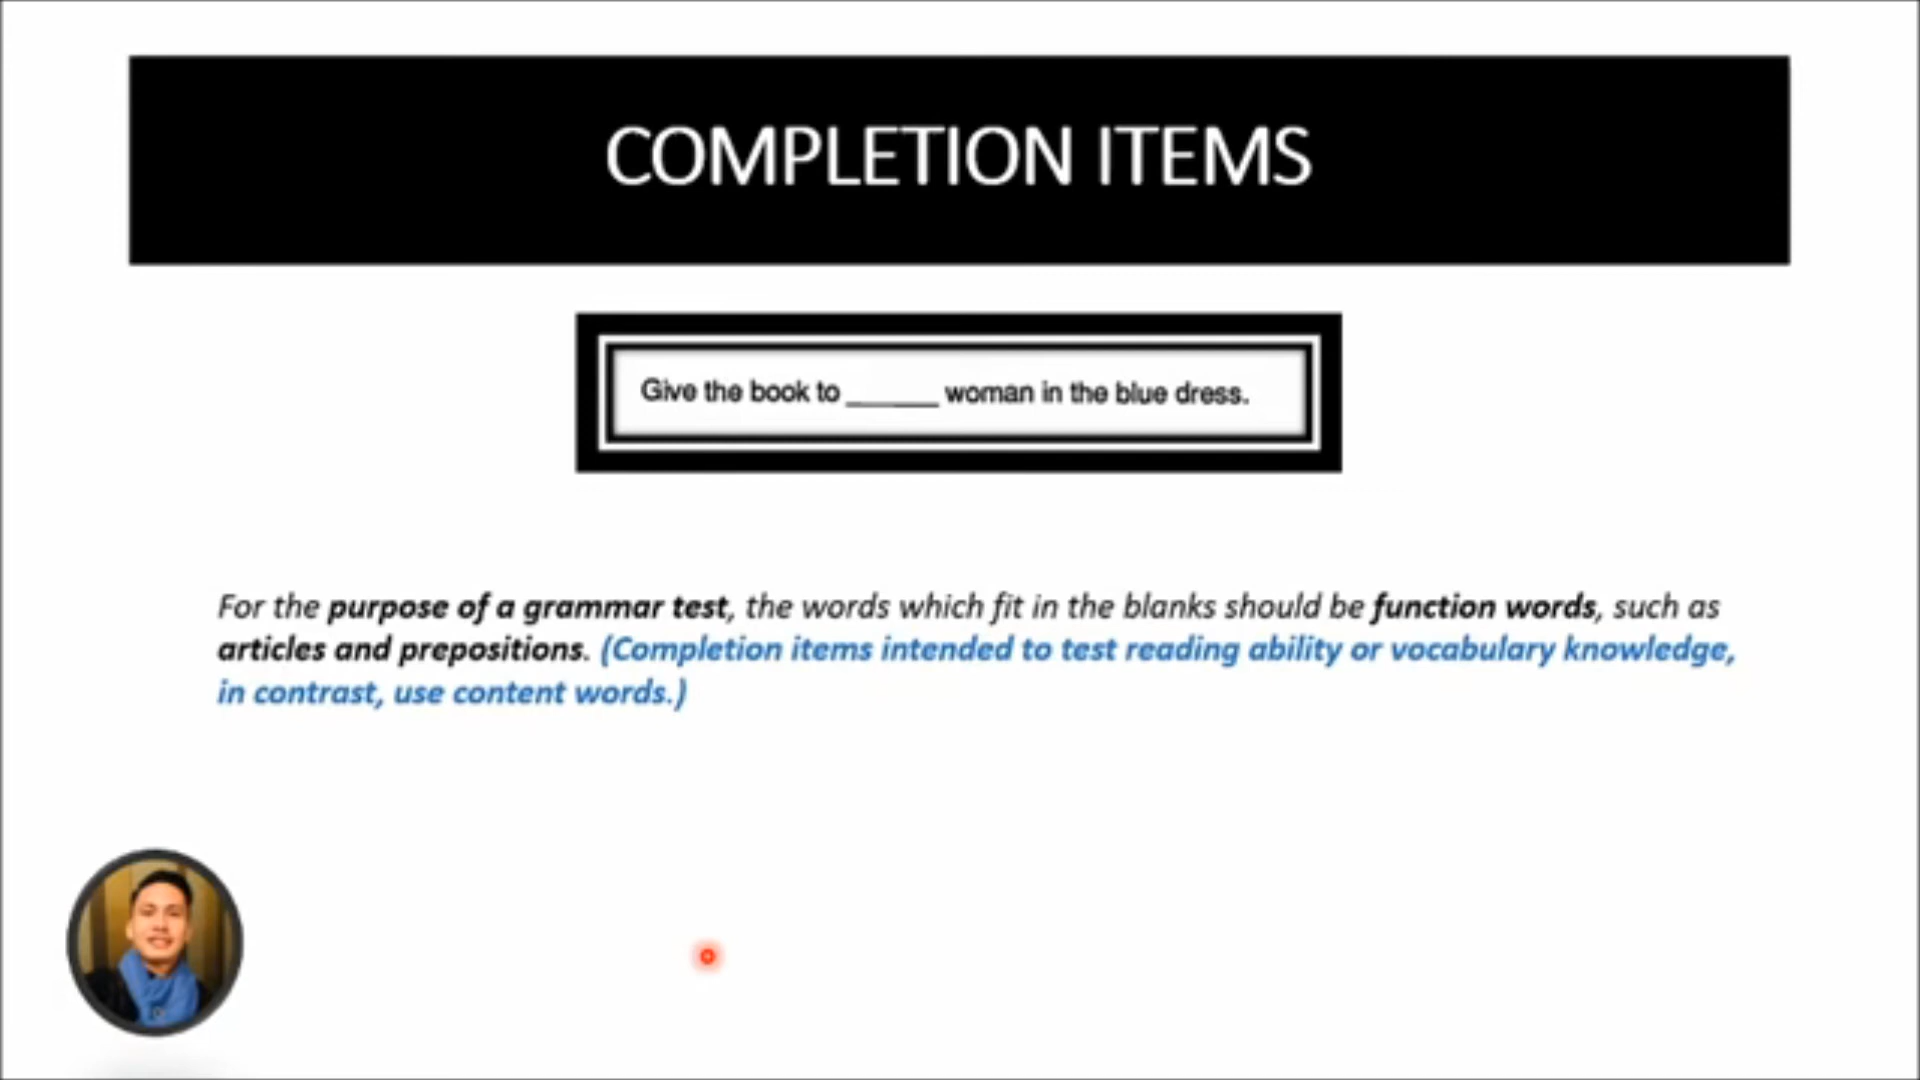 COMPLETION ITEMS
Give the book to ______ woman in the blue dress.
For the purpose of a grammar test, the words which fit in the blanks should be function words, such as
articles and prepositions. (Completion items intended to test reading ability or vocabulary knowledge,
in contrast, use content words.)